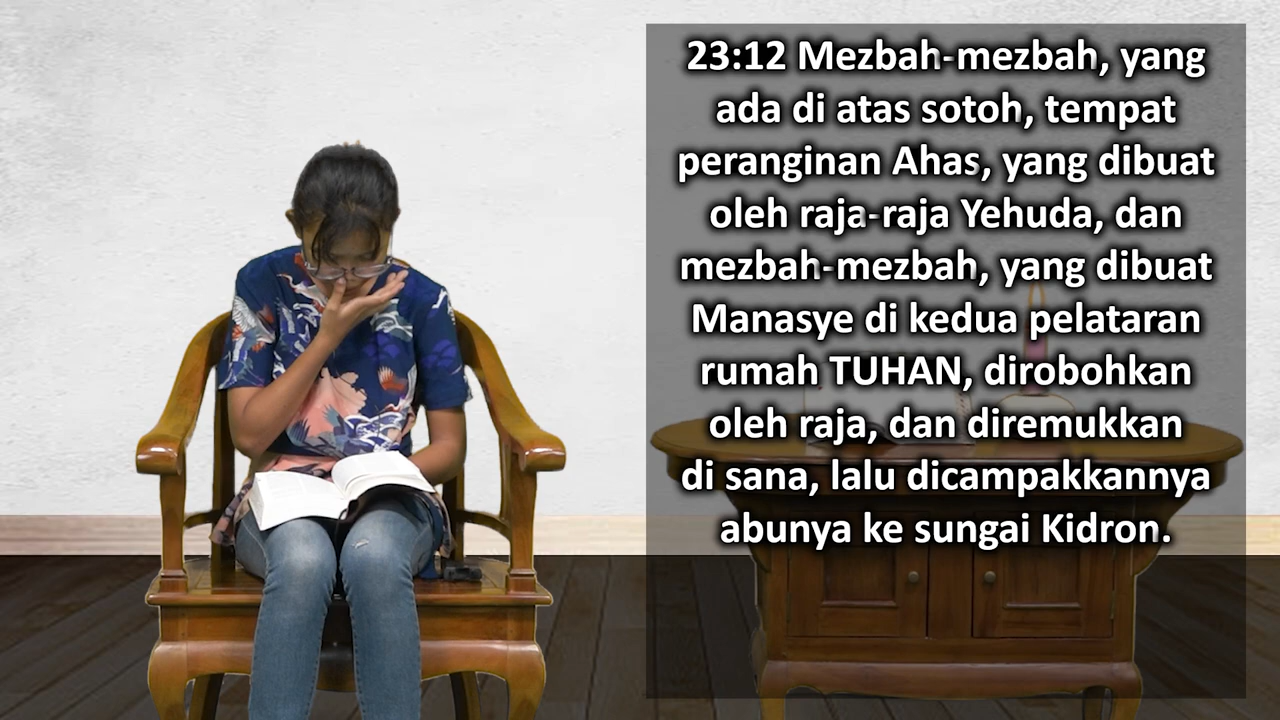 23:12 Mezbah-mezbah, yang
ada di atas sotoh, tempat
peranginan Ahas, yang dibuat
oleh raja-raja Yehuda, dan
mezbah-mezbah, yang dibuat
Manasye di kedua pelataran
rumah TUHAN, dirobohkan
oleh raja, dan diremukkan
di sana, lalu dicampakkannya
abunya ke sungai Kidron.